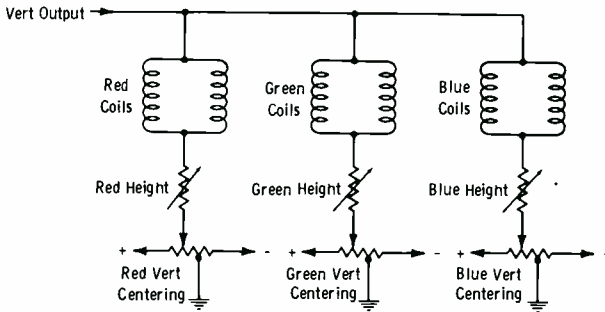 Vert Output
Red
Coils
Green
Coils
Blue
Coils
Red Height
Green Height
Blue Height
+ -
Red Vert
Centering
+ -
Green Vert
Centering
+ -
Blue Vert
Centering